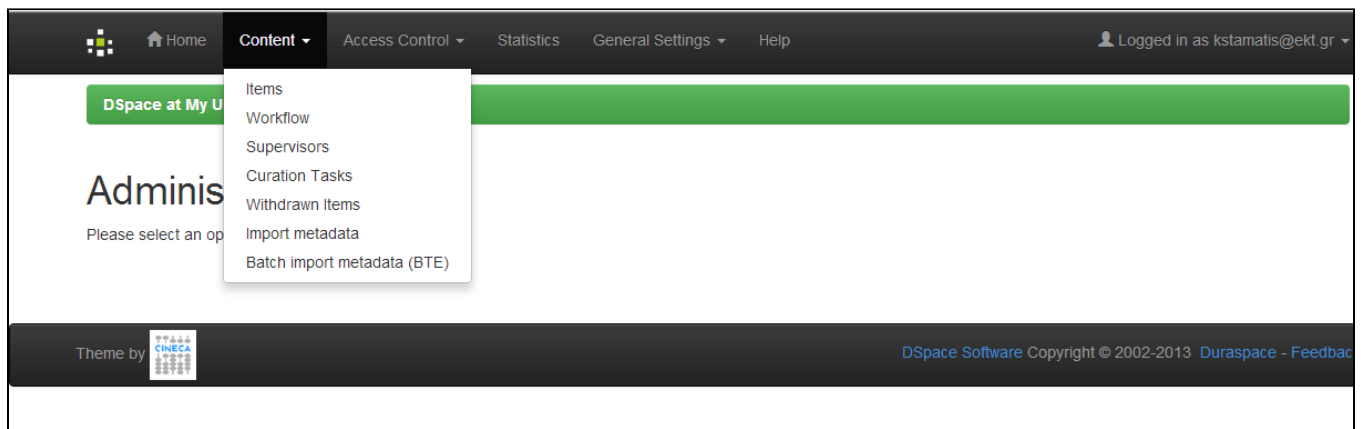 Home Content Access Control Statistics General Settings Help Logged in as kstamatis@ekt.gr
DSpace at My U
Items
Workflow
Supervisors
Curation Tasks
Withdrawn Items
Import metadata
Batch import metadata (BTE)
Adminis
Please select an op
Theme by CINECA DSpace Software Copyright © 2002-2013 Duraspace - Feedbac